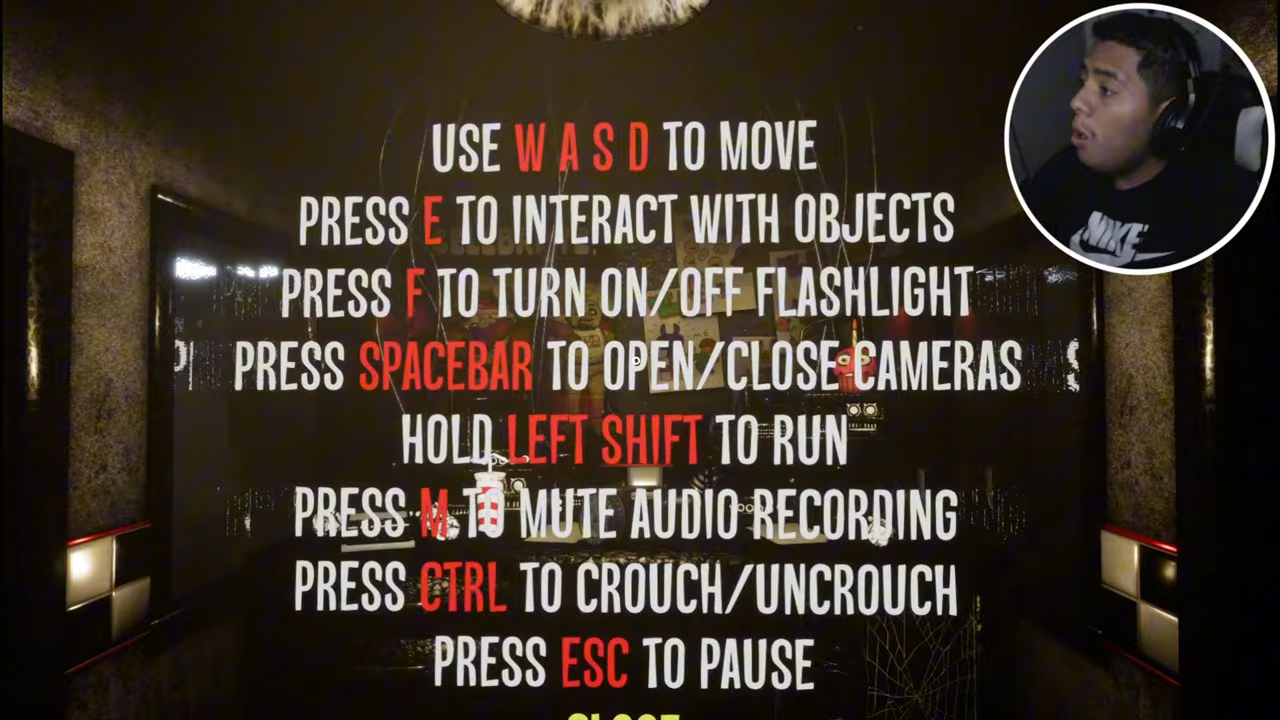 USE W A S D TO MOVE
PRESS E TO INTERACT WITH OBJECTS
PRESS F TO TURN ON/OFF FLASHLIGHT
PRESS SPACEBAR TO OPEN/CLOSE CAMERAS
HOLD LEFT SHIFT TO RUN
PRESS M TO MUTE AUDIO RECORDING
PRESS CTRL TO CROUCH/UNCROUCH
PRESS ESC TO PAUSE
CLOSE
NIKE